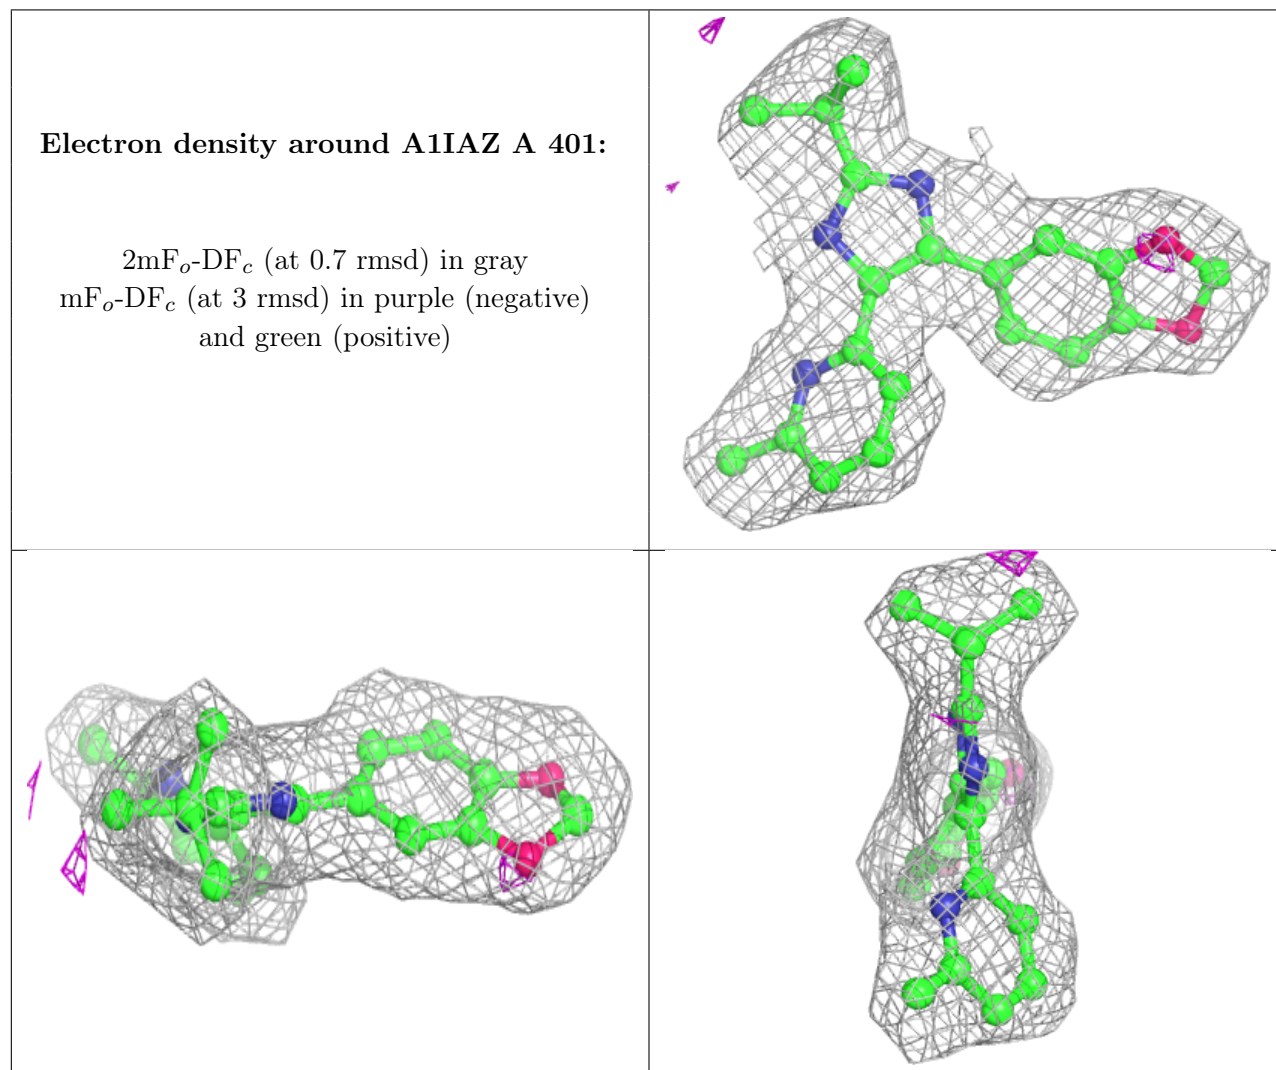 Electron density around A1IAZ A 401:
2mFo-DFc (at 0.7 rmsd) in gray
mFo-DFc (at 3 rmsd) in purple (negative)
and green (positive)